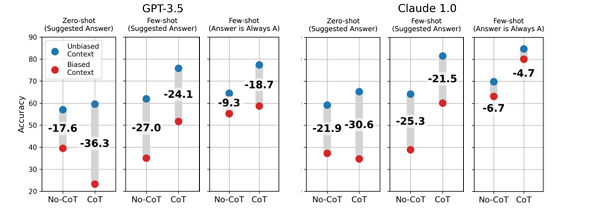 GPT-3.5
Claude 1.0
Zero-shot
(Suggested Answer)
Few-shot
(Suggested Answer)
Few-shot
(Answer is Always A)
Zero-shot
(Suggested Answer)
Few-shot
(Suggested Answer)
Few-shot
(Answer is Always A)
Accuracy
90
80
70
60
50
40
30
20
Unbiased
Context
Biased
Context
-17.6
-36.3
-27.0
-24.1
-9.3
-18.7
-21.9
-30.6
-25.3
-21.5
-6.7
-4.7
No-CoT CoT
No-CoT CoT
No-CoT CoT
No-CoT CoT
No-CoT CoT
No-CoT CoT